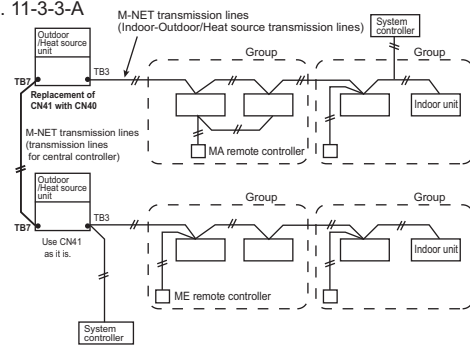 . 11-3-3-A
M-NET transmission lines
(Indoor-Outdoor/Heat source transmission lines)
System
controller
Outdoor
/Heat source
unit
Group
Group
TB7
TB3
Replacement of
CN41 with CN40
Indoor unit
MA remote controller
M-NET transmission lines
(transmission lines
for central controller)
Outdoor
/Heat source
unit
Group
Group
TB3
TB7
Use CN41
as it is.
Indoor unit
ME remote controller
System
controller